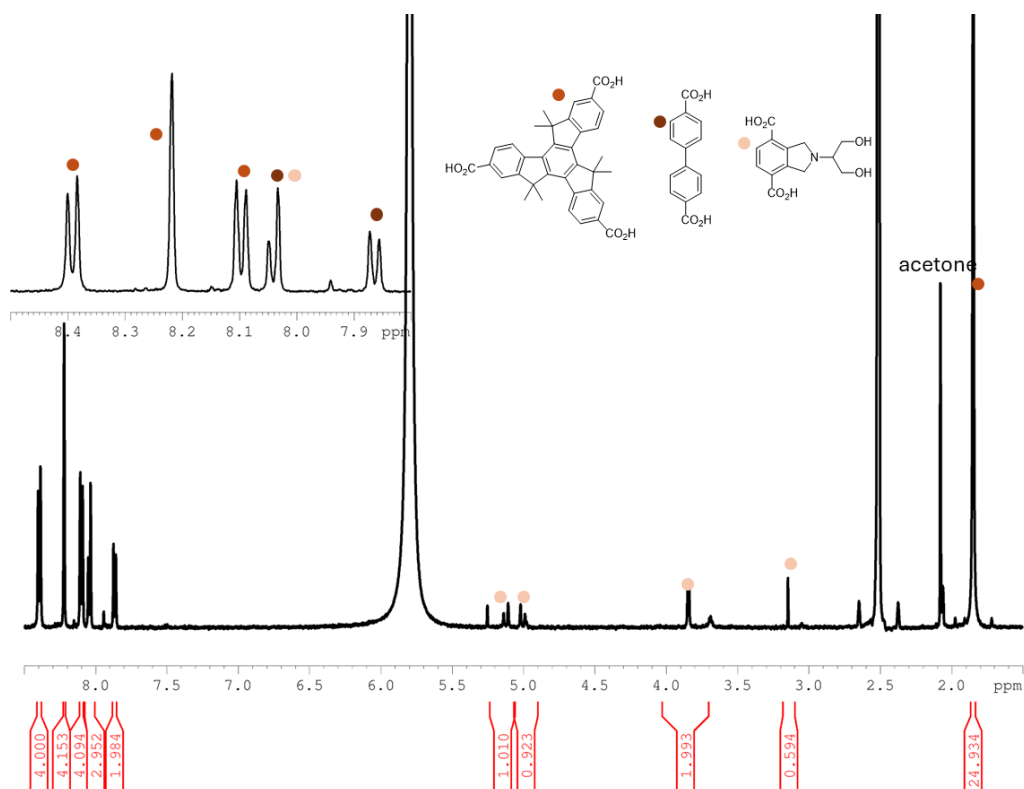 CO₂H
HO₂C
CO₂H
CO₂H
CO₂H
HO₂C
N
OH
OH
CO₂H
acetone
8.4 8.3 8.2 8.1 8.0 7.9 ppm
8.0 7.5 7.0 6.5 6.0 5.5 5.0 4.5 4.0 3.5 3.0 2.5 2.0 ppm
4.000
4.153
4.094
2.952
1.984
1.010
0.923
1.993
0.594
24.934